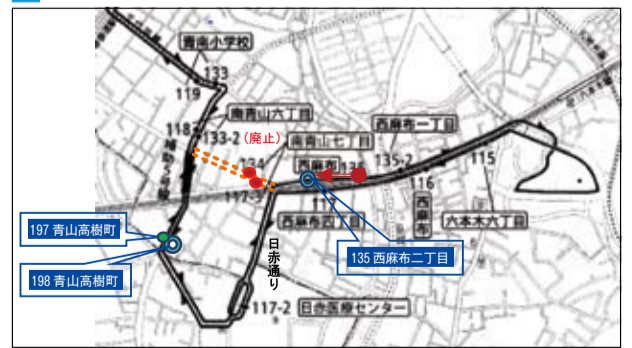 青南小学校
133
119
南青山六丁目
118
133-2
(廃止)
南青山七丁目
134
西麻布
135
西麻布一丁目
135-2
115
116
117-3
117
西麻布四丁目
西麻布
六本木六丁目
197 青山高樹町
198 青山高樹町
135 西麻布二丁目
日赤通り
117-2
日赤医療センター